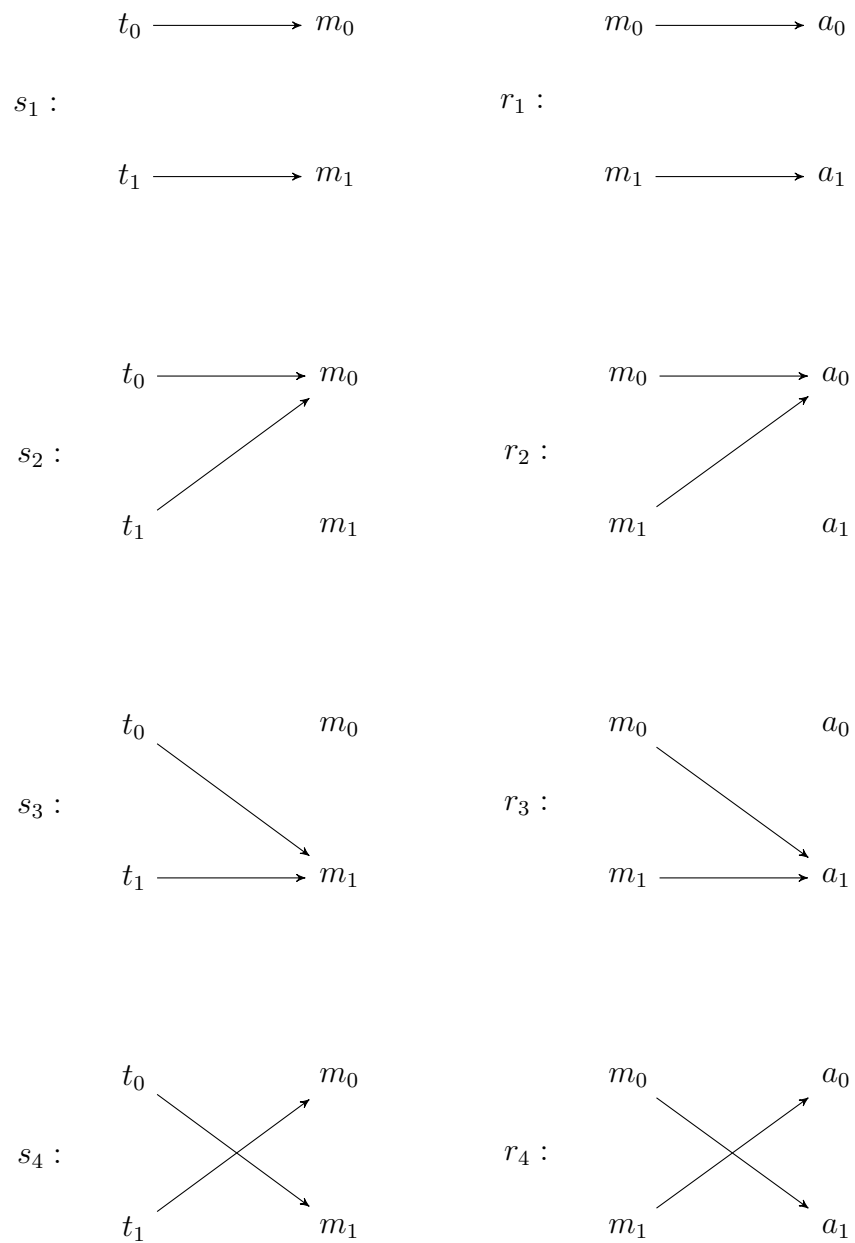 t₀ m₀ m₀ a₀
s₁ : r₁ :
t₁ m₁ m₁ a₁
t₀ m₀ m₀ a₀
s₂ : r₂ :
t₁ m₁ m₁ a₁
t₀ m₀ m₀ a₀
s₃ : r₃ :
t₁ m₁ m₁ a₁
t₀ m₀ m₀ a₀
s₄ : r₄ :
t₁ m₁ m₁ a₁